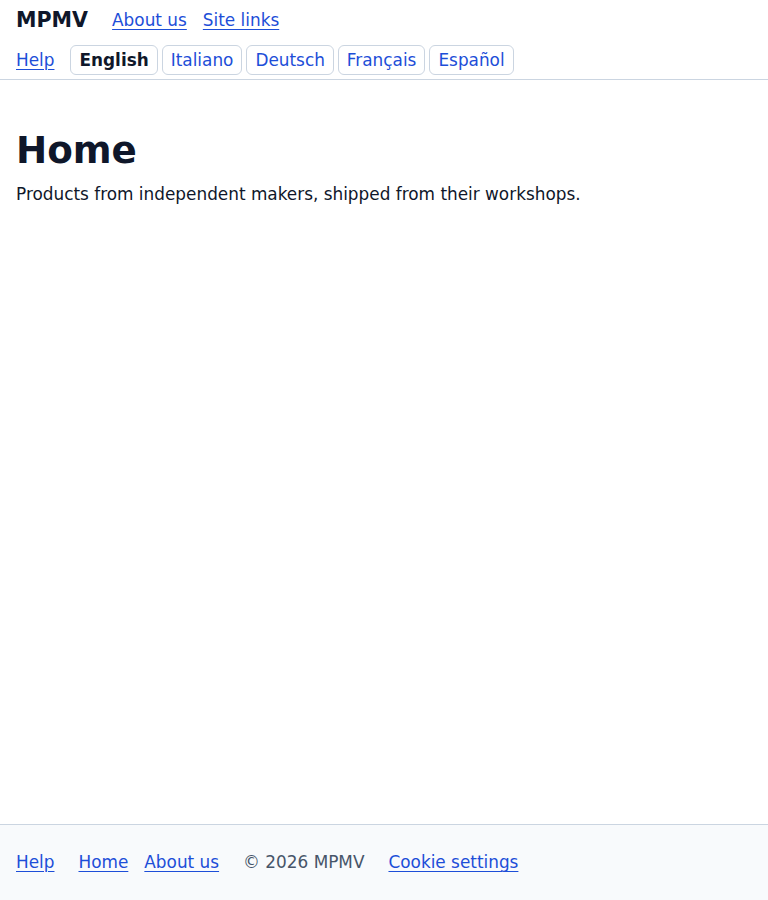 MPMV About us Site links
Help English Italiano Deutsch Français Español
Home
Products from independent makers, shipped from their workshops.
Help Home About us © 2026 MPMV Cookie settings